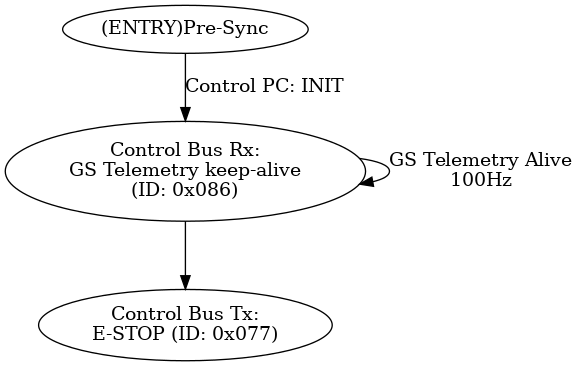 (ENTRY)Pre-Sync
Control PC: INIT
Control Bus Rx:
GS Telemetry keep-alive
(ID: 0x086)
GS Telemetry Alive
100Hz
Control Bus Tx:
E-STOP (ID: 0x077)